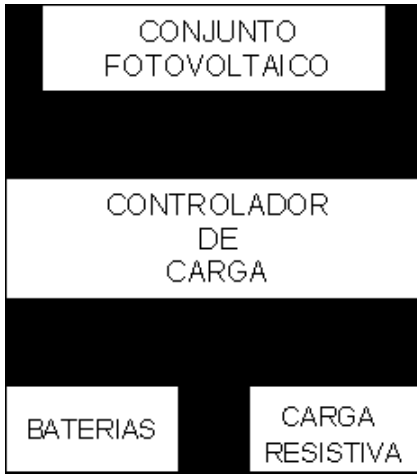 CONJUNTO
FOTOVOLTAICO
CONTROLADOR
DE
CARGA
BATERIAS
CARGA
RESISTIVA